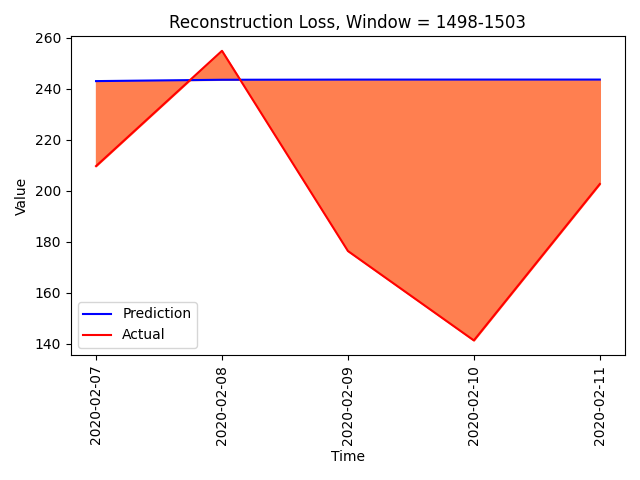 Reconstruction Loss, Window = 1498-1503
Value
260
240
220
200
180
160
140
Prediction
Actual
2020-02-07
2020-02-08
2020-02-09
2020-02-10
2020-02-11
Time